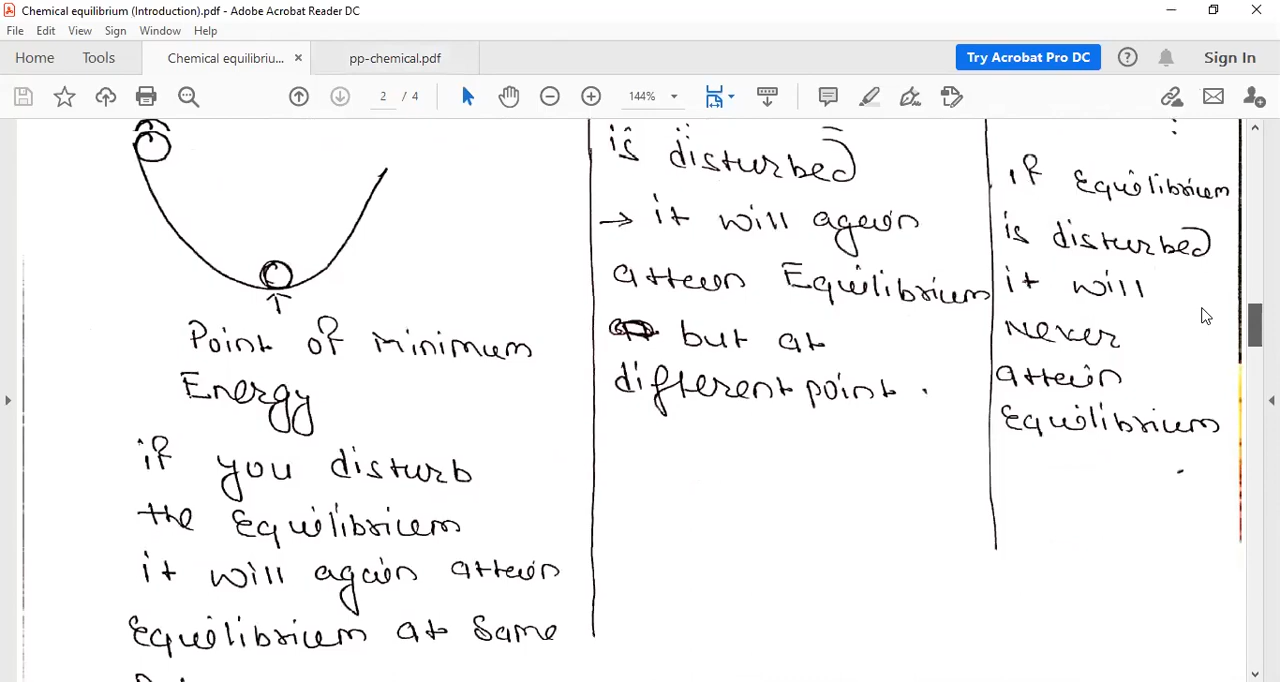 Chemical equilibrium (Introduction).pdf - Adobe Acrobat Reader DC
File Edit View Sign Window Help
Home Tools Chemical equilibriu... × pp-chemical.pdf Try Acrobat Pro DC Sign In
2 / 4 144%
Point of minimum
Energy
if you disturb
the Equilibrium
it will again attain
Equilibrium at Same
is disturbed
→ it will again
attain Equilibrium
but at
different point.
if Equilibrium
is disturbed
it will
Never
attain
Equilibrium
.